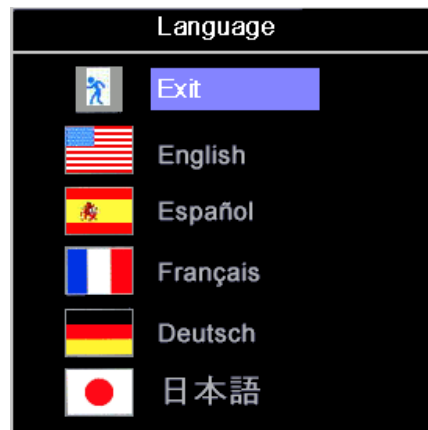 Language
Exit
English
Español
Français
Deutsch
日本語